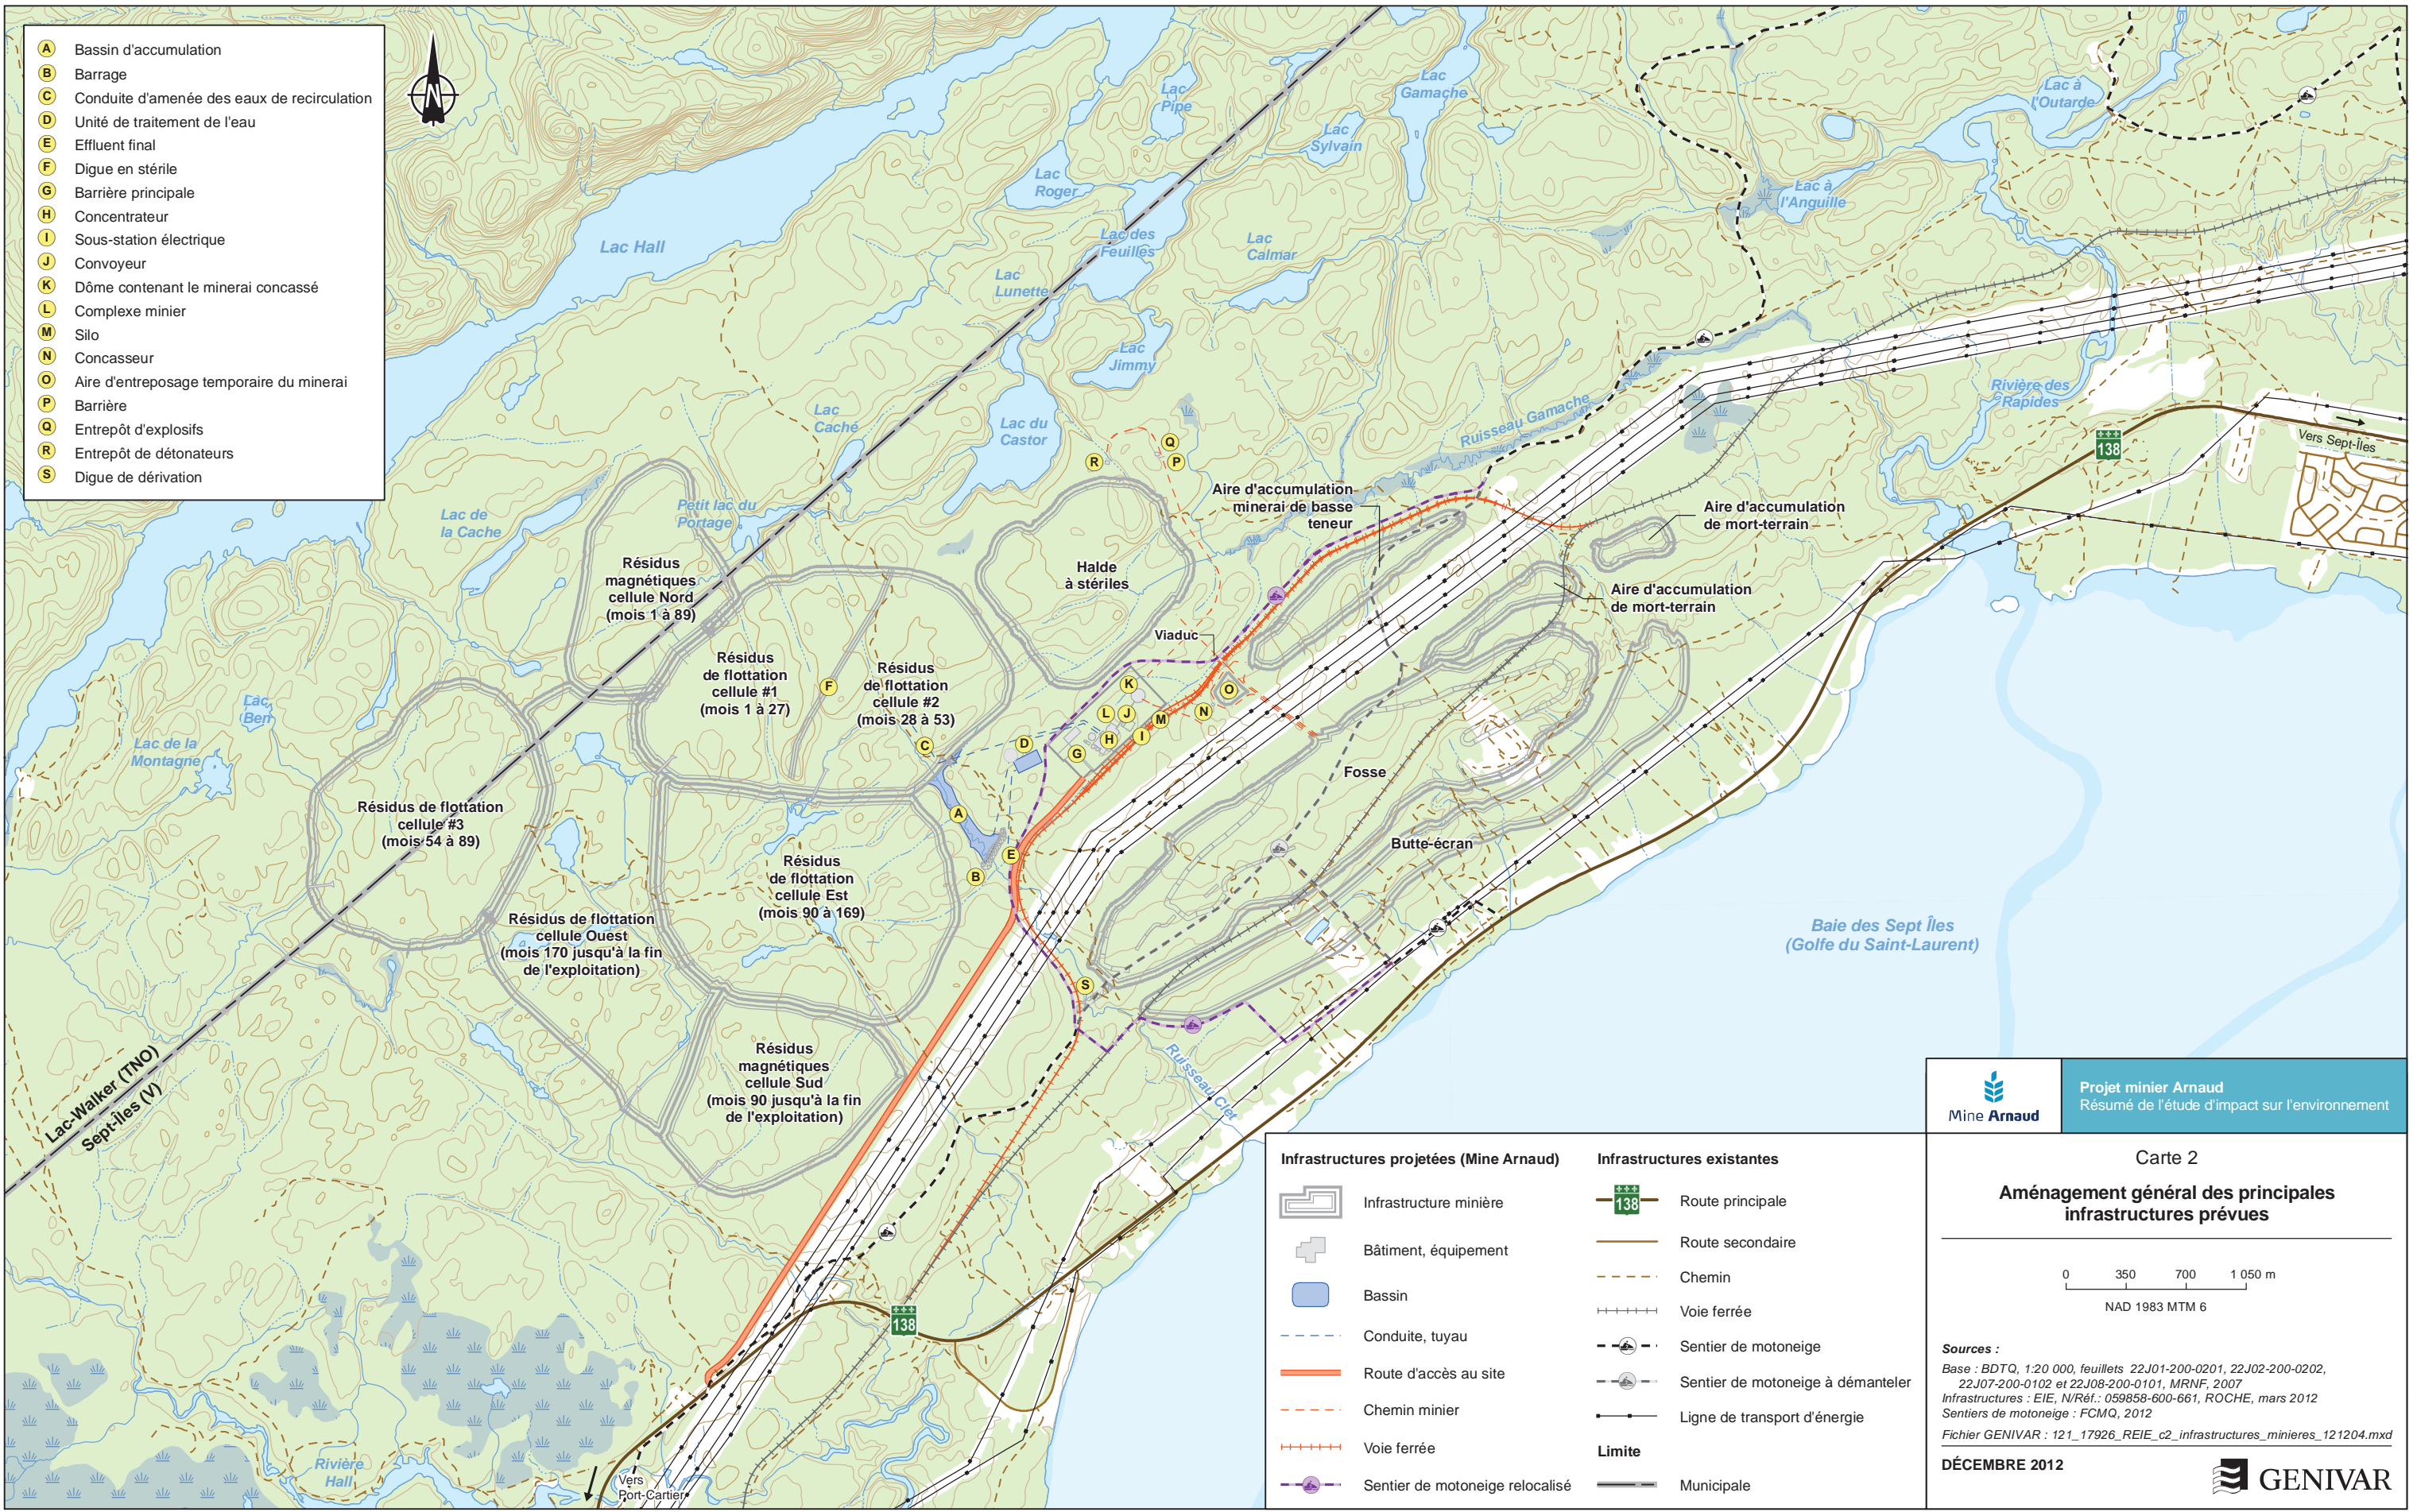 A Bassin d'accumulation
B Barrage
C Conduite d'amenée des eaux de recirculation
D Unité de traitement de l'eau
E Effluent final
F Digue en stérile
G Barrière principale
H Concentrateur
I Sous-station électrique
J Convoyeur
K Dôme contenant le minerai concassé
L Complexe minier
M Silo
N Concasseur
O Aire d'entreposage temporaire du minerai
P Barrière
Q Entrepôt d'explosifs
R Entrepôt de détonateurs
S Digue de dérivation
N
Lac Hall
Lac
Pipe
Lac
Gamache
Lac
Sylvain
Lac
Roger
Lac des
Feuilles
Lac
Calmar
Lac
Lunette
Lac
Jimmy
Lac à
l'Outarde
Lac à
l'Anguille
Rivière des
Rapides
138
Vers Sept-Îles
Lac
Caché
Lac du
Castor
Ruisseau Gamache
Q
R
P
Lac de
la Cache
Petit lac du
Portage
Aire d'accumulation
minerai de basse
teneur
Aire d'accumulation
de mort-terrain
Aire d'accumulation
de mort-terrain
Résidus
magnétiques
cellule Nord
(mois 1 à 89)
Halde
à stériles
Viaduc
Résidus
de flottation
cellule #1
(mois 1 à 27)
F
Résidus
de flottation
cellule #2
(mois 28 à 53)
K
O
L
J
M
N
C
D
G
H
I
Lac
Ben
Lac de la
Montagne
Fosse
Résidus de flottation
cellule #3
(mois 54 à 89)
A
E
B
Butte-écran
Résidus
de flottation
cellule Est
(mois 90 à 169)
Résidus de flottation
cellule Ouest
(mois 170 jusqu'à la fin
de l'exploitation)
Baie des Sept Îles
(Golfe du Saint-Laurent)
S
Résidus
magnétiques
cellule Sud
(mois 90 jusqu'à la fin
de l'exploitation)
Ruisseau Clet
Lac-Walker (TNO)
Sept-Îles (V)
138
Rivière
Hall
Vers
Port-Cartier
Infrastructures projetées (Mine Arnaud)
Infrastructure minière
Bâtiment, équipement
Bassin
Conduite, tuyau
Route d'accès au site
Chemin minier
Voie ferrée
Sentier de motoneige relocalisé
Infrastructures existantes
138 Route principale
Route secondaire
Chemin
Voie ferrée
Sentier de motoneige
Sentier de motoneige à démanteler
Ligne de transport d'énergie
Limite
Municipale
Mine Arnaud
Projet minier Arnaud
Résumé de l'étude d'impact sur l'environnement
Carte 2
Aménagement général des principales
infrastructures prévues
0 350 700 1 050 m
NAD 1983 MTM 6
Sources :
Base : BDTQ, 1:20 000, feuillets 22J01-200-0201, 22J02-200-0202,
22J07-200-0102 et 22J08-200-0101, MRNF, 2007
Infrastructures : EIE, N/Réf.: 059858-600-661, ROCHE, mars 2012
Sentiers de motoneige : FCMQ, 2012
Fichier GENIVAR : 121_17926_REIE_c2_infrastructures_minieres_121204.mxd
DÉCEMBRE 2012
GENIVAR